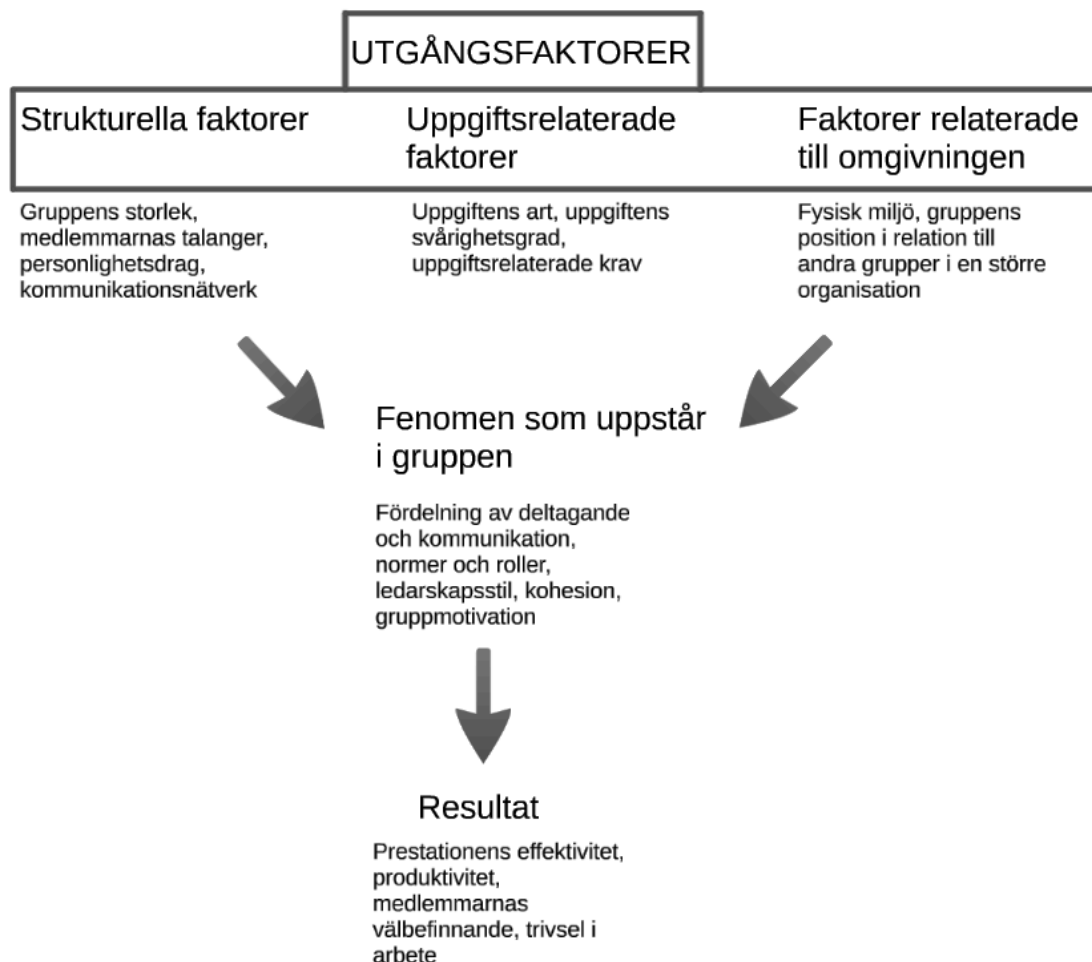 UTGÅNGSFAKTORER
Strukturella faktorer
Gruppens storlek,
medlemmarnas talanger,
personlighetsdrag,
kommunikationsnätverk
Uppgiftsrelaterade
faktorer
Uppgiftens art, uppgiftens
svårighetsgrad,
uppgiftsrelaterade krav
Faktorer relaterade
till omgivningen
Fysisk miljö, gruppens
position i relation till
andra grupper i en större
organisation
Fenomen som uppstår
i gruppen
Fördelning av deltagande
och kommunikation,
normer och roller,
ledarskapsstil, kohesion,
gruppmotivation
Resultat
Prestationens effektivitet,
produktivitet,
medlemmarnas
välbefinnande, trivsel i
arbete